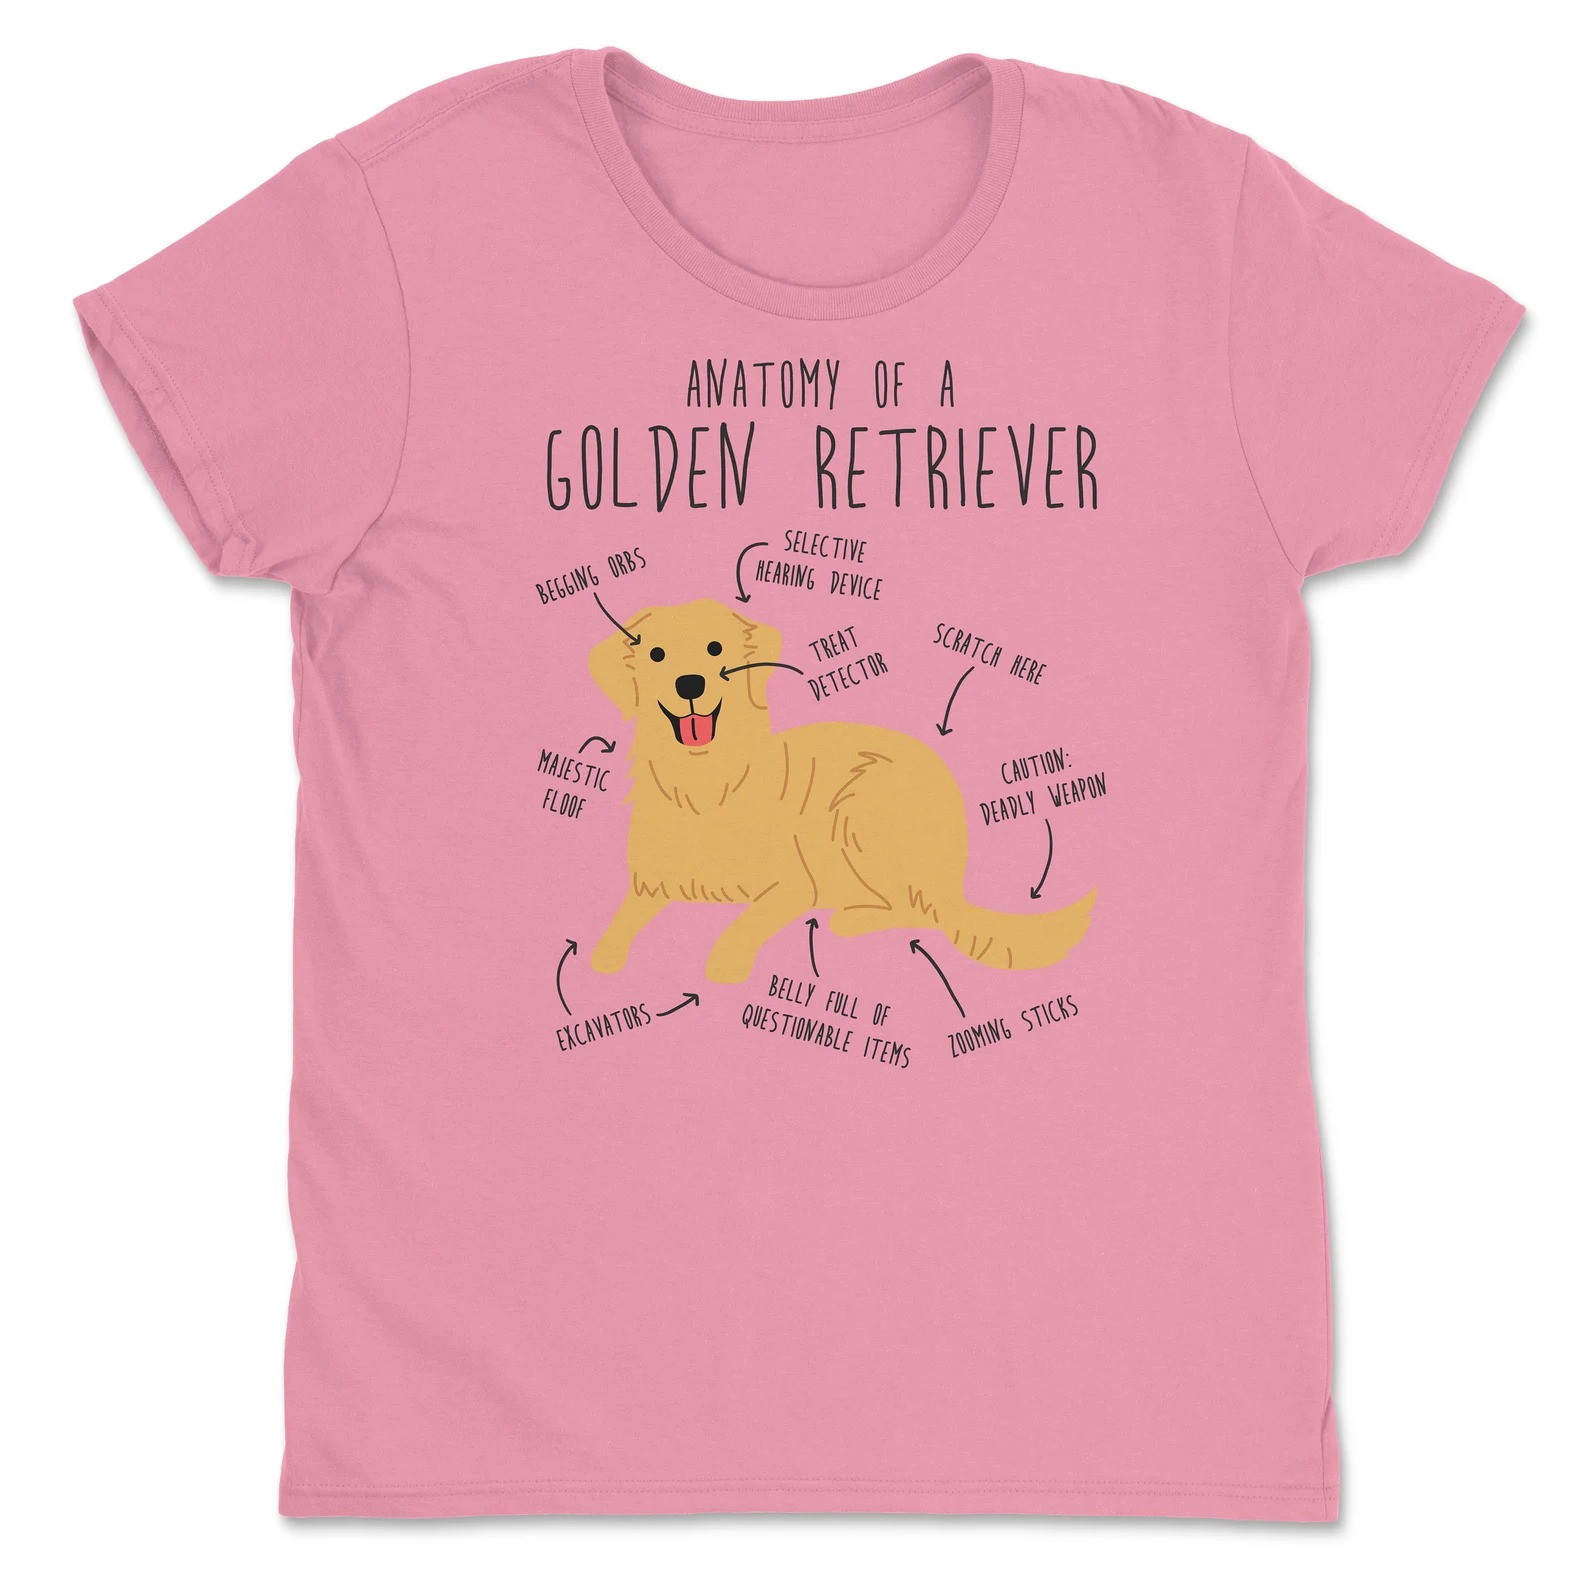 ANATOMY OF A
GOLDEN RETRIEVER
BEGGING ORBS
SELECTIVE
HEARING DEVICE
TREAT
DETECTOR
SCRATCH HERE
MAJESTIC
FLOOF
CAUTION:
DEADLY WEAPON
EXCAVATORS
BELLY FULL OF
QUESTIONABLE ITEMS
ZOOMING STICKS